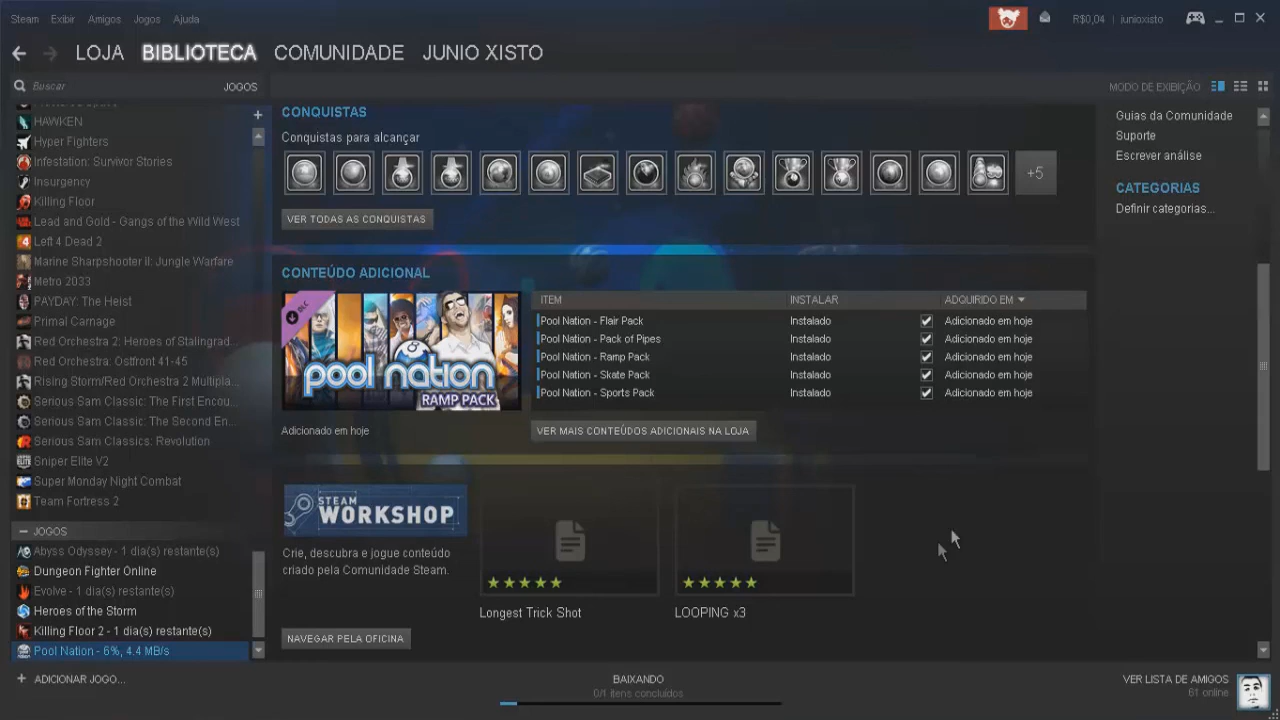 Steam Exibir Amigos Jogos Ajuda
R$0,04 | junioxisto
LOJA BIBLIOTECA COMUNIDADE JUNIO XISTO
Buscar JOGOS
MODO DE EXIBIÇÃO
HAWKEN
Hyper Fighters
Infestation: Survivor Stories
Insurgency
Killing Floor
Lead and Gold - Gangs of the Wild West
Left 4 Dead 2
Marine Sharpshooter II: Jungle Warfare
Metro 2033
PAYDAY: The Heist
Primal Carnage
Red Orchestra 2: Heroes of Stalingrad...
Red Orchestra: Ostfront 41-45
Rising Storm/Red Orchestra 2 Multipla...
Serious Sam Classic: The First Encou...
Serious Sam Classic: The Second En...
Serious Sam Classics: Revolution
Sniper Elite V2
Super Monday Night Combat
Team Fortress 2
JOGOS
Abyss Odyssey - 1 dia(s) restante(s)
Dungeon Fighter Online
Evolve - 1 dia(s) restante(s)
Heroes of the Storm
Killing Floor 2 - 1 dia(s) restante(s)
Pool Nation - 6%, 4.4 MB/s
CONQUISTAS
Conquistas para alcançar
+5
VER TODAS AS CONQUISTAS
CONTEÚDO ADICIONAL
DLC
pool nation
RAMP PACK
Adicionado em hoje
ITEM INSTALAR ADQUIRIDO EM
Pool Nation - Flair Pack Instalado Adicionado em hoje
Pool Nation - Pack of Pipes Instalado Adicionado em hoje
Pool Nation - Ramp Pack Instalado Adicionado em hoje
Pool Nation - Skate Pack Instalado Adicionado em hoje
Pool Nation - Sports Pack Instalado Adicionado em hoje
VER MAIS CONTEÚDOS ADICIONAIS NA LOJA
STEAM
WORKSHOP
Crie, descubra e jogue conteúdo
criado pela Comunidade Steam.
NAVEGAR PELA OFICINA
Longest Trick Shot
LOOPING x3
Guias da Comunidade
Suporte
Escrever análise
CATEGORIAS
Definir categorias...
ADICIONAR JOGO...
BAIXANDO
0/1 itens concluídos
VER LISTA DE AMIGOS
61 online